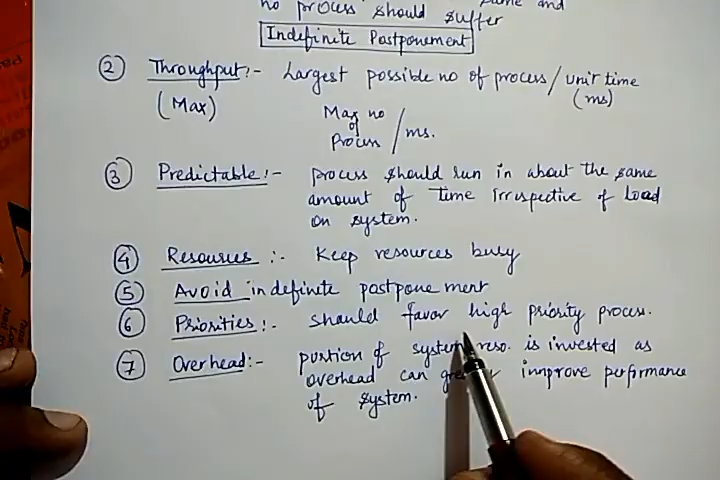 no process should suffer
Indefinite Postponement
② Throughput:- Largest possible no of process/unit time
(Max) (ms)
Max no
of
Process /ms.
③ Predictable:- process should run in about the same
amount of time irrspective of Load
on system.
④ Resources:- Keep resources busy
⑤ Avoid indefinite postponement
⑥ Priorities:- should favor high priority process.
⑦ Overhead:- portion of system reso. is invested as
overhead can improve performance
of system.